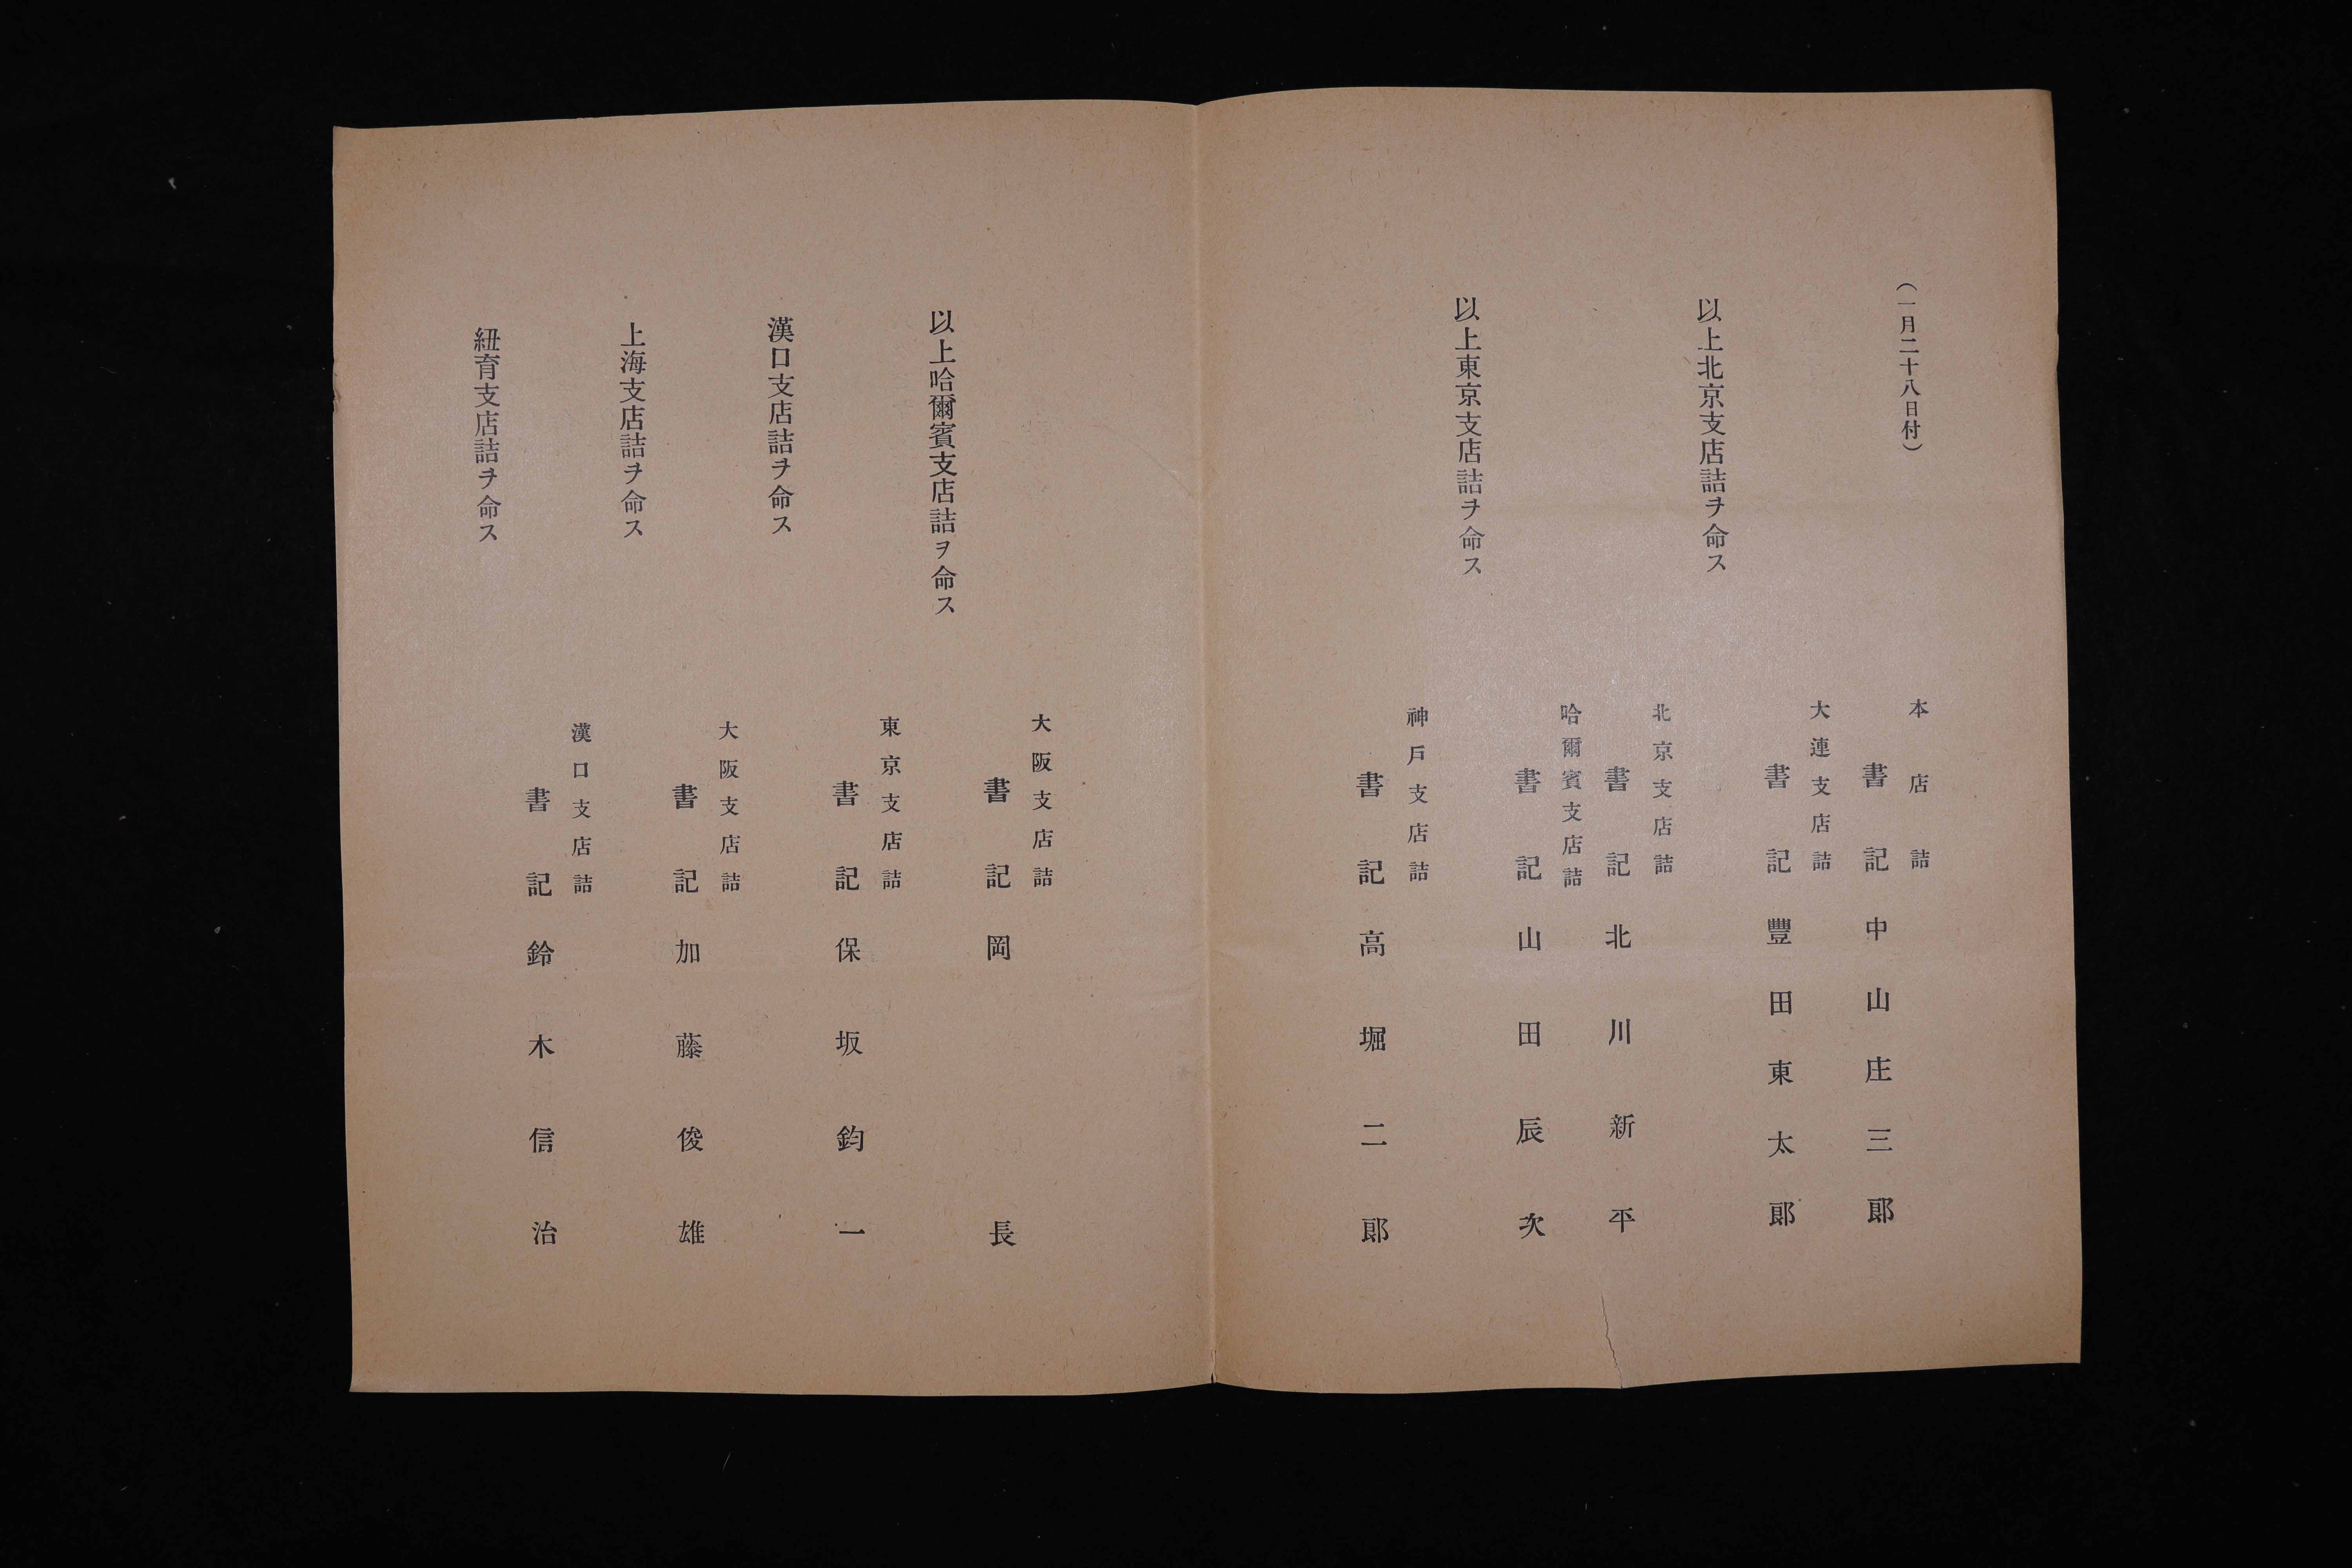 (一月二十八日付)
本店詰
書記中山庄三郎
大連支店詰
書記豐田東太郎
以上北京支店詰ヲ命ス
北京支店詰
書記北川新平
哈爾賓支店詰
書記山田辰次
以上東京支店詰ヲ命ス
神戶支店詰
書記高堀二郎
大阪支店詰
書記岡長
以上哈爾賓支店詰ヲ命ス
東京支店詰
書記保坂鈞一
漢口支店詰ヲ命ス
大阪支店詰
書記加藤俊雄
上海支店詰ヲ命ス
漢口支店詰
書記鈴木信治
紐育支店詰ヲ命ス